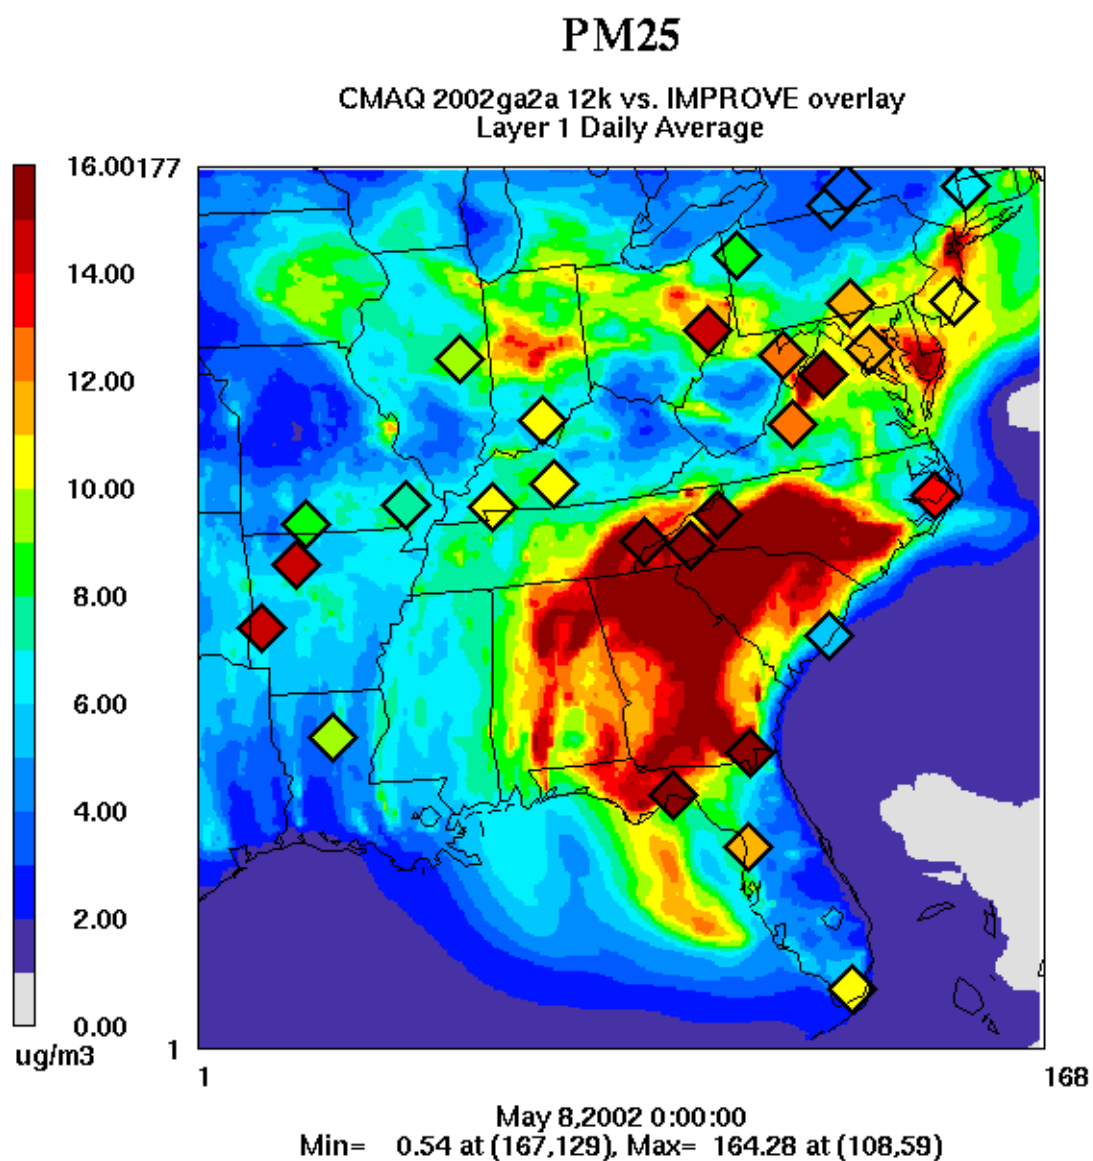 PM25
CMAQ 2002ga2a 12k vs. IMPROVE overlay
Layer 1 Daily Average
16.00 177
14.00
12.00
10.00
8.00
6.00
4.00
2.00
0.00
ug/m3 1
1 168
May 8,2002 0:00:00
Min= 0.54 at (167,129), Max= 164.28 at (108,59)